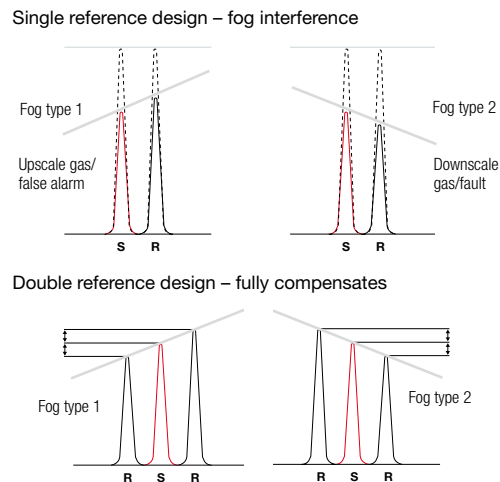 Single reference design – fog interference
Fog type 1
Upscale gas/
false alarm
S R
Fog type 2
Downscale
gas/fault
S R
Double reference design – fully compensates
Fog type 1
R S R
Fog type 2
R S R